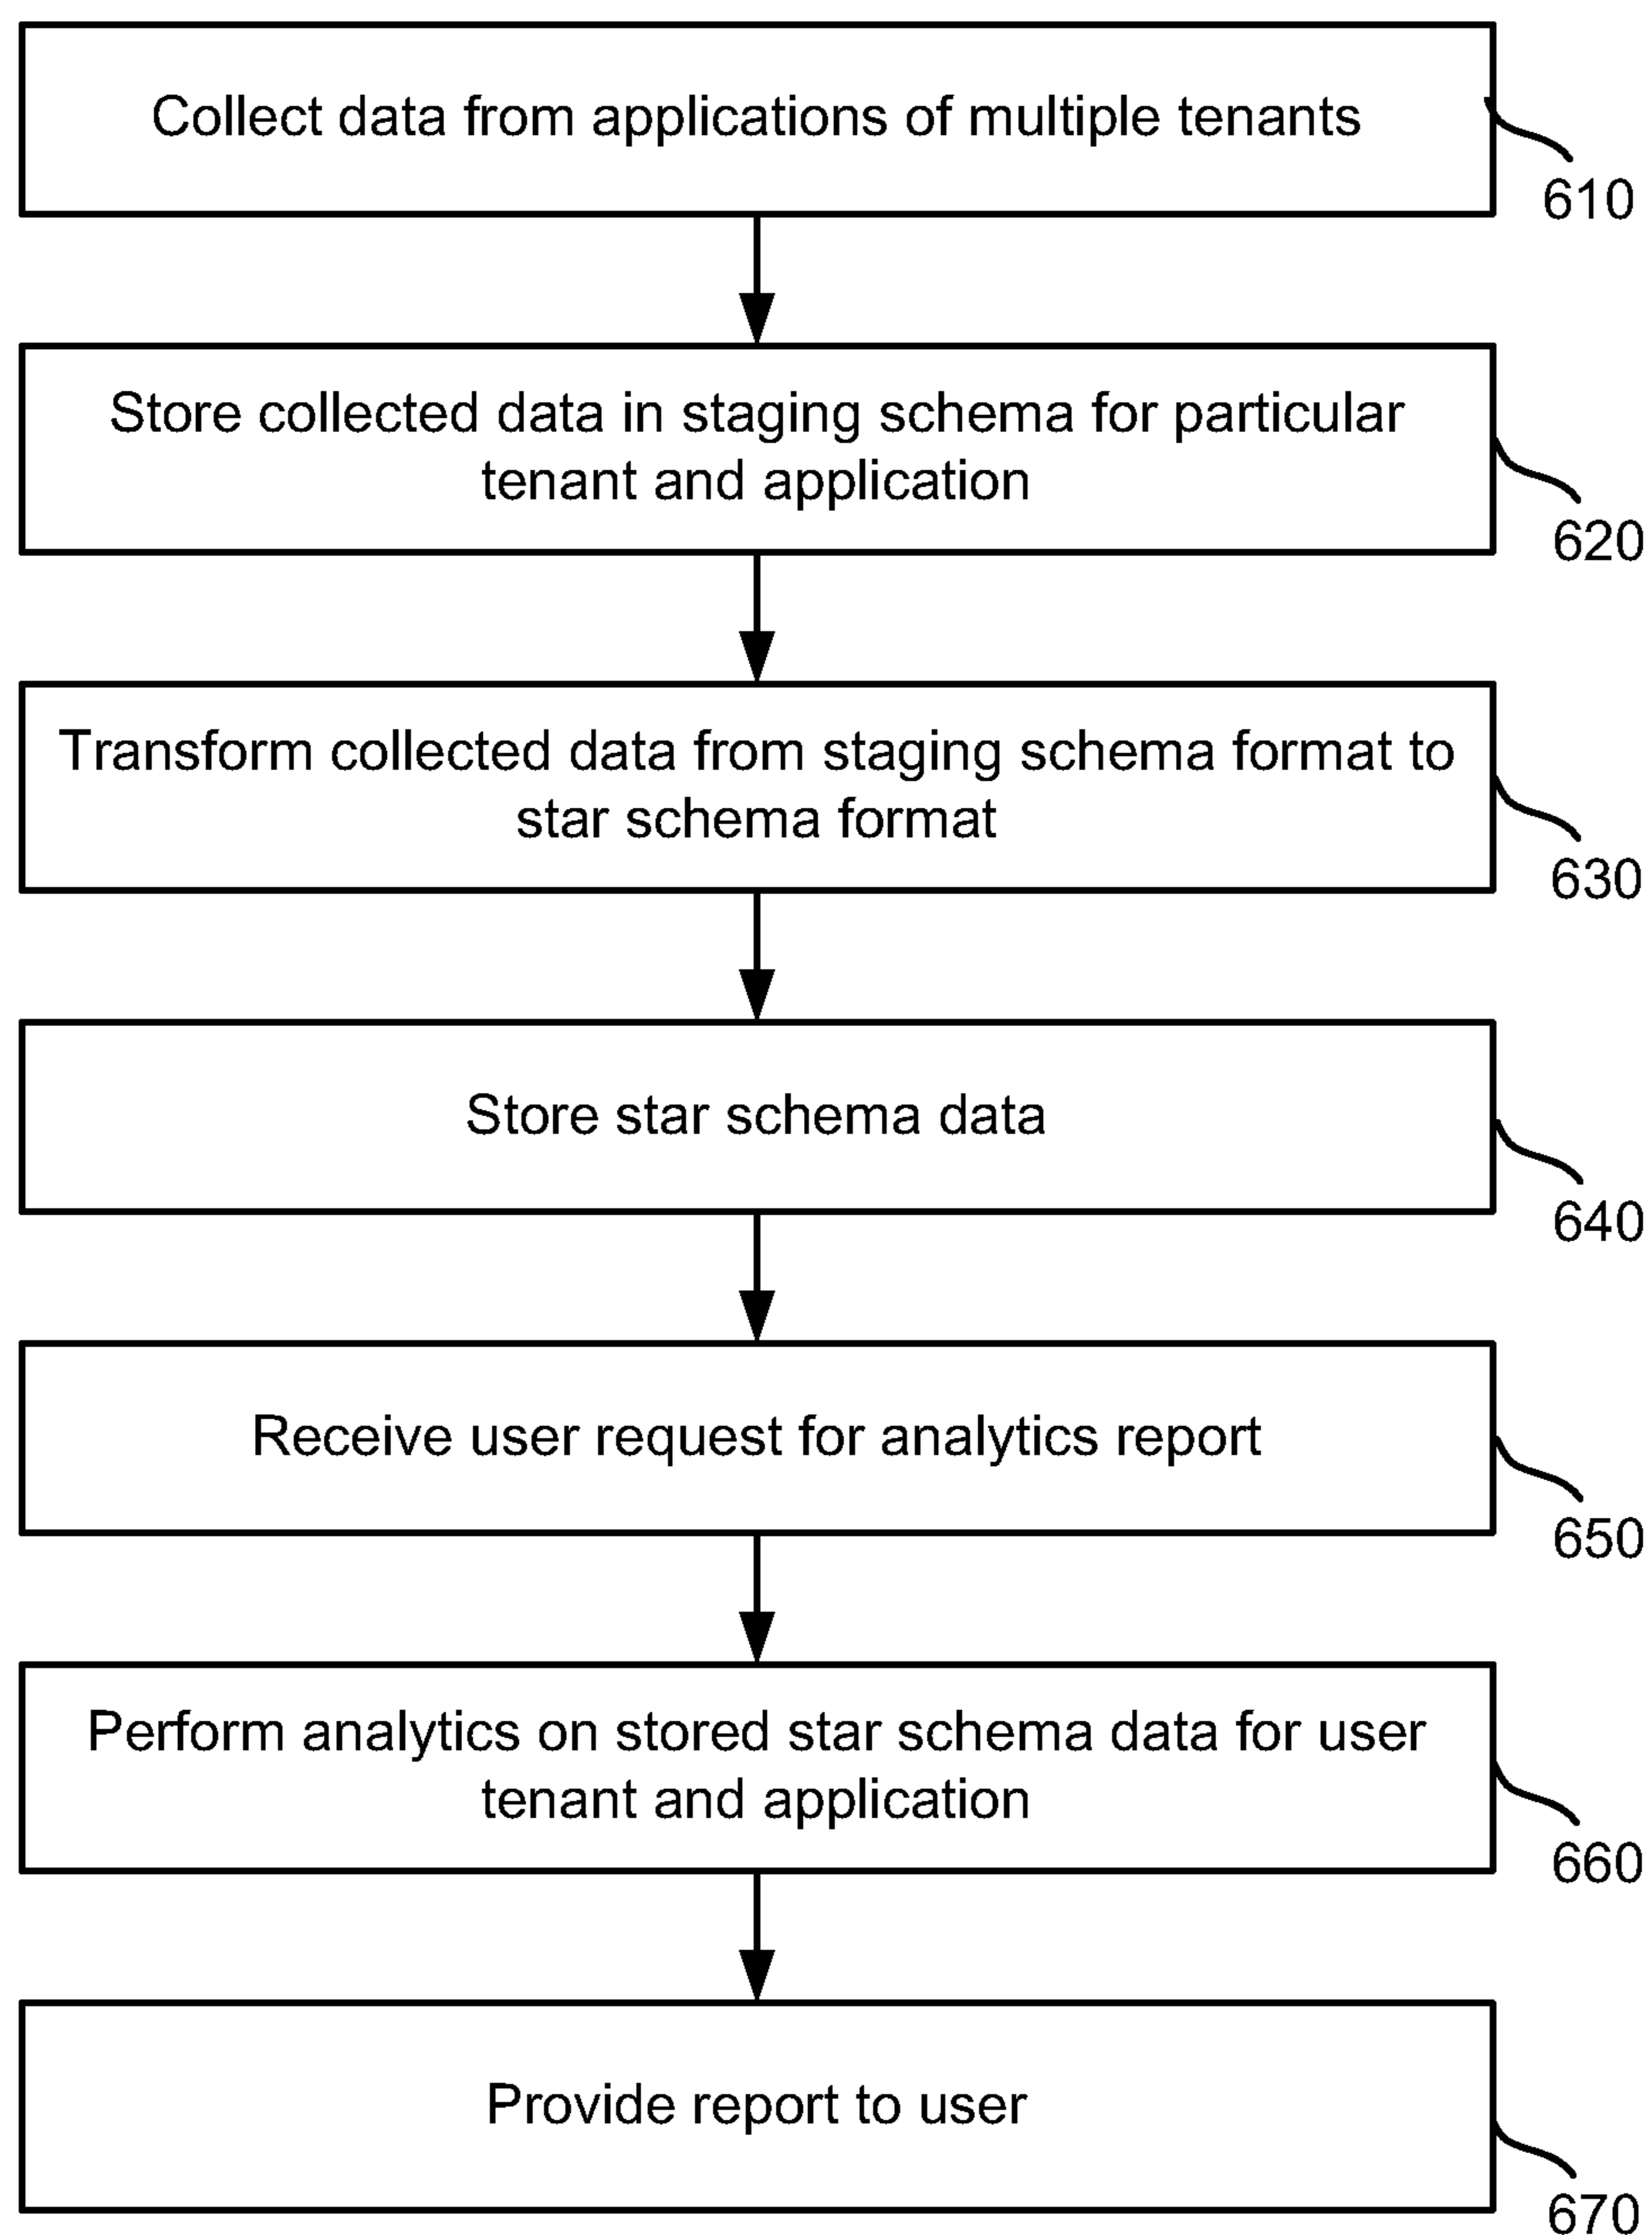 Collect data from applications of multiple tenants
610
Store collected data in staging schema for particular
tenant and application
620
Transform collected data from staging schema format to
star schema format
630
Store star schema data
640
Receive user request for analytics report
650
Perform analytics on stored star schema data for user
tenant and application
660
Provide report to user
670